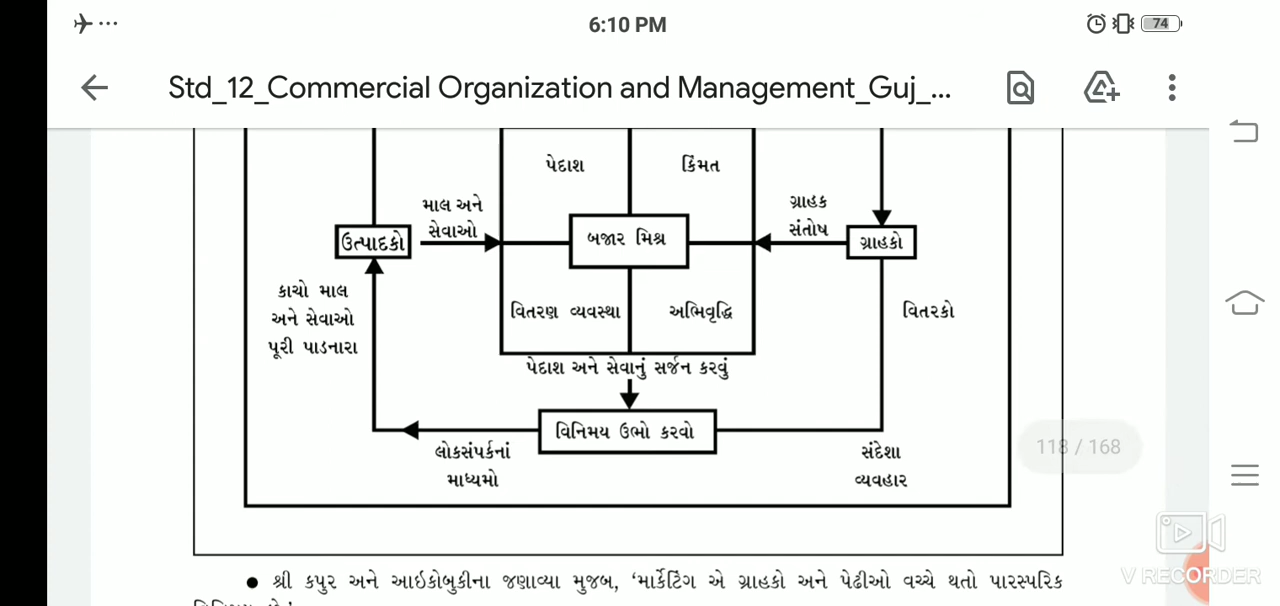 6:10 PM
74
Std_12_Commercial Organization and Management_Guj_...
પેદાશ
કિંમત
માલ અને
સેવાઓ
ગ્રાહક
સંતોષ
ઉત્પાદકો
બજાર મિશ્ર
ગ્રાહકો
કાચો માલ
અને સેવાઓ
પૂરી પાડનારા
વિતરણ વ્યવસ્થા
અભિવૃદ્ધિ
વિતરકો
પેદાશ અને સેવાનું સર્જન કરવું
વિનિમય ઉભો કરવો
લોકસંપર્કનાં
માધ્યમો
સંદેશા
વ્યવહાર
118 / 168
● શ્રી કપુર અને આઇકોબુકીના જણાવ્યા મુજબ, ‘માર્કેટિંગ એ ગ્રાહકો અને પેઢીઓ વચ્ચે થતો પારસ્પરિક
V RECORDER